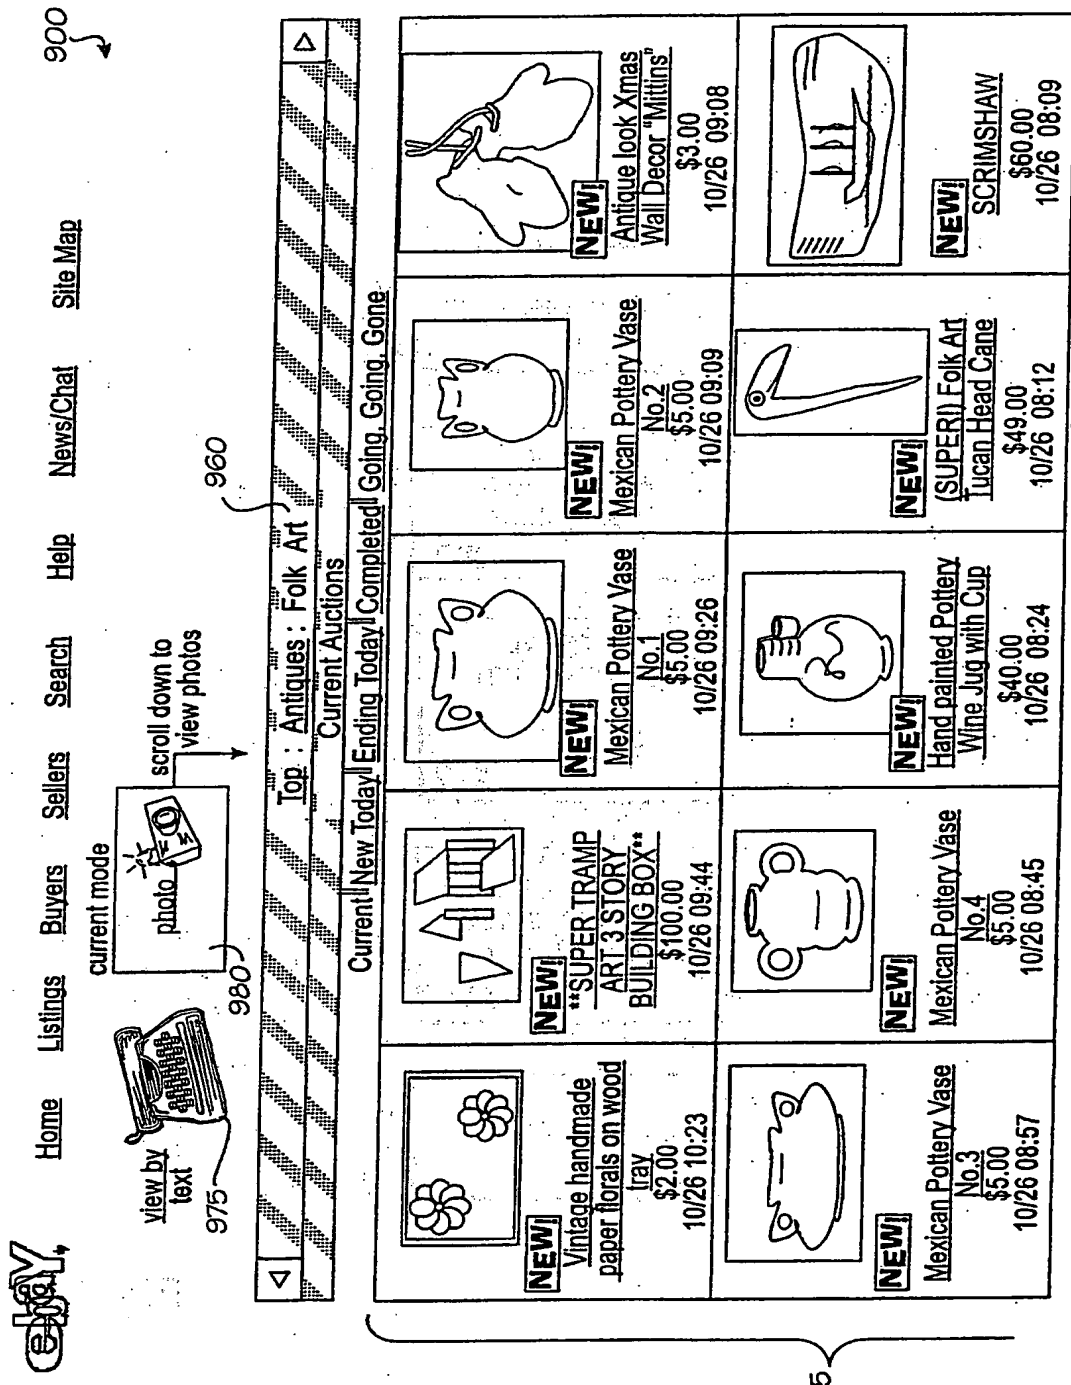 ebaY
900
Home Listings Buyers Sellers Search Help News/Chat Site Map
view by
text
975
current mode
photo
980
scroll down to
view photos
960
Top : Antiques : Folk Art
Current Auctions
Current New Today Ending Today Completed Going, Going, Gone
NEW!
Vintage handmade
paper florals on wood
tray
$2.00
10/26 10:23
NEW!
**SUPER TRAMP
ART 3 STORY
BUILDING BOX**
$100.00
10/26 09:44
NEW!
Mexican Pottery Vase
No.1
$5.00
10/26 09:26
NEW!
Mexican Pottery Vase
No.2
$5.00
10/26 09:09
NEW!
Antique look Xmas
Wall Decor "Mittins"
$3.00
10/26 09:08
NEW!
Mexican Pottery Vase
No.3
$5.00
10/26 08:57
NEW!
Mexican Pottery Vase
No.4
$5.00
10/26 08:45
NEW!
Hand painted Pottery
Wine Jug with Cup
$40.00
10/26 08:24
NEW!
(SUPER!) Folk Art
Tucan Head Cane
$49.00
10/26 08:12
NEW!
SCRIMSHAW
$60.00
10/26 08:09